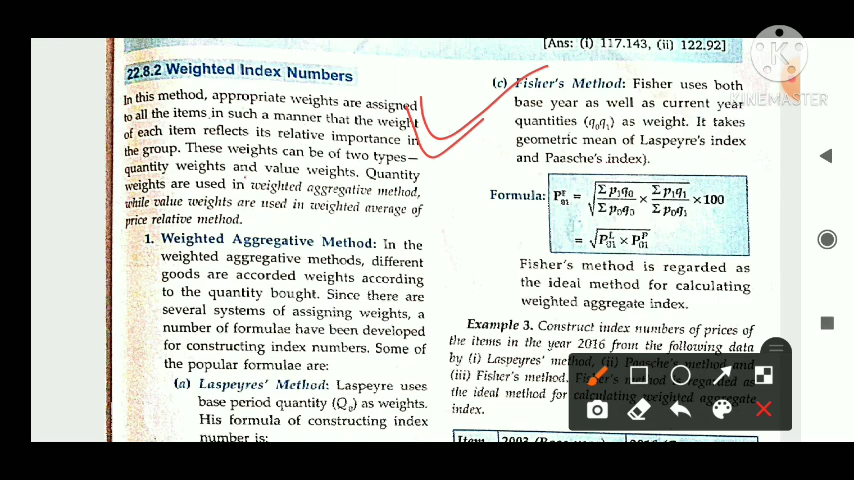 [Ans: (i) 117.143, (ii) 122.92]
22.8.2 Weighted Index Numbers
In this method, appropriate weights are assigned
to all the items in such a manner that the weight
of each item reflects its relative importance in
the group. These weights can be of two types—
quantity weights and value weights. Quantity
weights are used in weighted aggregative method,
while value weights are used in weighted average of
price relative method.
1. Weighted Aggregative Method: In the
weighted aggregative methods, different
goods are accorded weights according
to the quantity bought. Since there are
several systems of assigning weights, a
number of formulae have been developed
for constructing index numbers. Some of
the popular formulae are:
(a) Laspeyres' Method: Laspeyre uses
base period quantity (Q₀) as weights.
His formula of constructing index
number is:
(c) Fisher's Method: Fisher uses both
base year as well as current year
quantities (q₀q₁) as weight. It takes
geometric mean of Laspeyre's index
and Paasche's index).
Formula: P₀₁ᶠ = √(Σp₁q₀/Σp₀q₀ × Σp₁q₁/Σp₀q₁) × 100
= √(P₀₁ᴸ × P₀₁ᴾ)
Fisher's method is regarded as
the ideal method for calculating
weighted aggregate index.
Example 3. Construct index numbers of prices of
the items in the year 2016 from the following data
by (i) Laspeyres' method, (ii) Paasche's method and
(iii) Fisher's method. Fisher's method is regarded as
the ideal method for calculating weighted aggregate
index.
Item
KINEMASTER